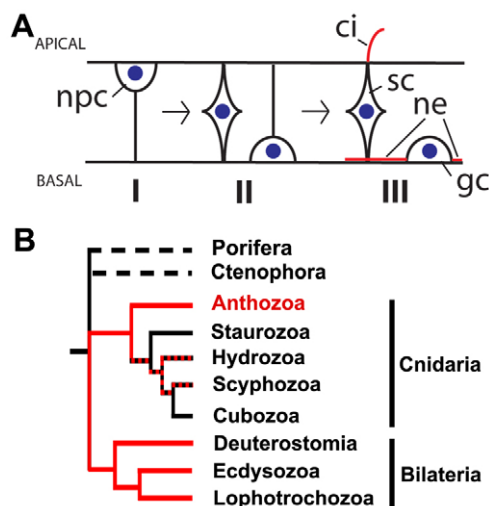 A
APICAL
ci
npc
sc
ne
gc
BASAL
I
II
III
B
Porifera
Ctenophora
Anthozoa
Staurozoa
Hydrozoa
Cnidaria
Scyphozoa
Cubozoa
Deuterostomia
Ecdysozoa
Bilateria
Lophotrochozoa